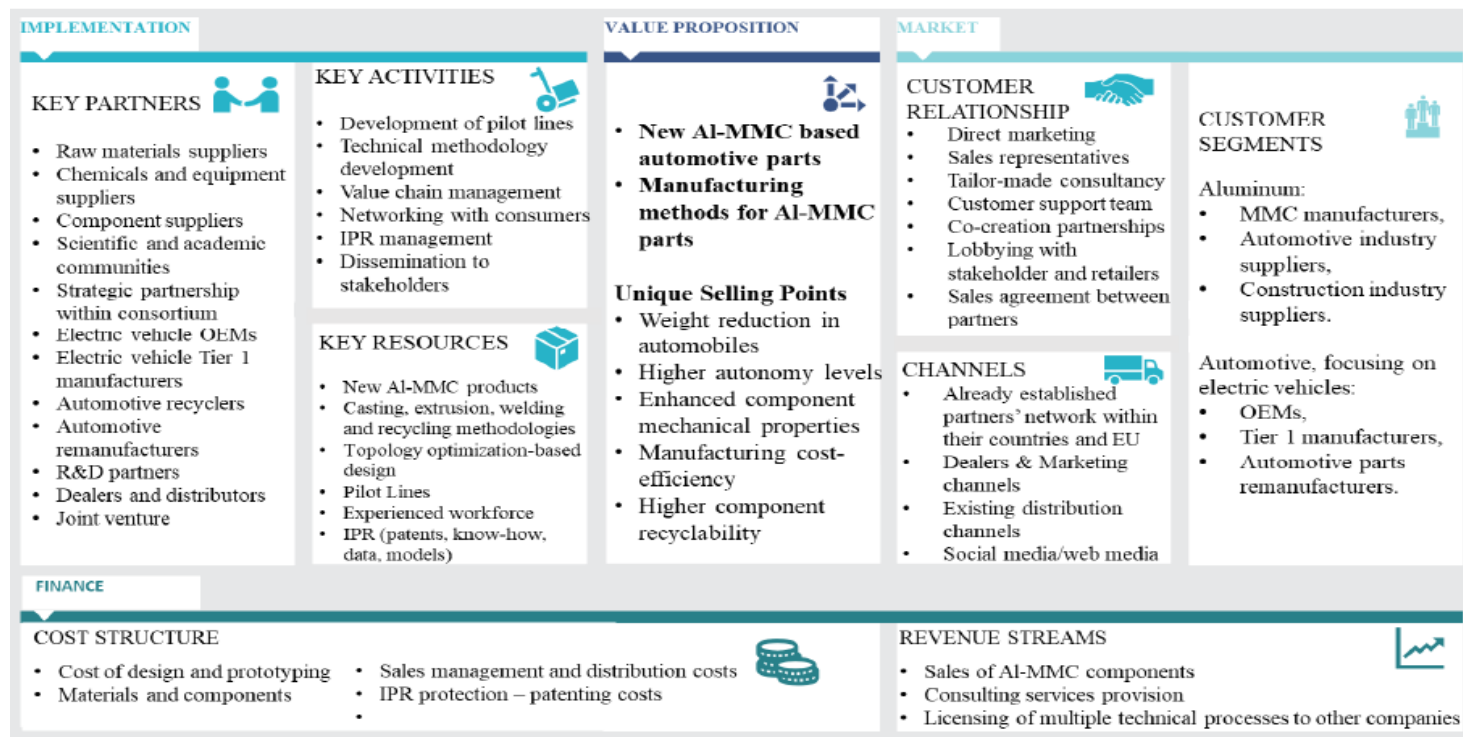 IMPLEMENTATION
KEY PARTNERS
• Raw materials suppliers
• Chemicals and equipment
suppliers
• Component suppliers
• Scientific and academic
communities
• Strategic partnership
within consortium
• Electric vehicle OEMs
• Electric vehicle Tier 1
manufacturers
• Automotive recyclers
• Automotive
remanufacturers
• R&D partners
• Dealers and distributors
• Joint venture
KEY ACTIVITIES
• Development of pilot lines
• Technical methodology
development
• Value chain management
• Networking with consumers
• IPR management
• Dissemination to
stakeholders
KEY RESOURCES
• New Al-MMC products
• Casting, extrusion, welding
and recycling methodologies
• Topology optimization-based
design
• Pilot Lines
• Experienced workforce
• IPR (patents, know-how,
data, models)
VALUE PROPOSITION
• New Al-MMC based
automotive parts
• Manufacturing
methods for Al-MMC
parts
Unique Selling Points
• Weight reduction in
automobiles
• Higher autonomy levels
• Enhanced component
mechanical properties
• Manufacturing cost-
efficiency
• Higher component
recyclability
MARKET
CUSTOMER
RELATIONSHIP
• Direct marketing
• Sales representatives
• Tailor-made consultancy
• Customer support team
• Co-creation partnerships
• Lobbying with
stakeholder and retailers
• Sales agreement between
partners
CHANNELS
• Already established
partners' network within
their countries and EU
• Dealers & Marketing
channels
• Existing distribution
channels
• Social media/web media
CUSTOMER
SEGMENTS
Aluminum:
• MMC manufacturers,
• Automotive industry
suppliers,
• Construction industry
suppliers.
Automotive, focusing on
electric vehicles:
• OEMs,
• Tier 1 manufacturers,
• Automotive parts
remanufacturers.
FINANCE
COST STRUCTURE
• Cost of design and prototyping
• Materials and components
• Sales management and distribution costs
• IPR protection – patenting costs
•
REVENUE STREAMS
• Sales of Al-MMC components
• Consulting services provision
• Licensing of multiple technical processes to other companies